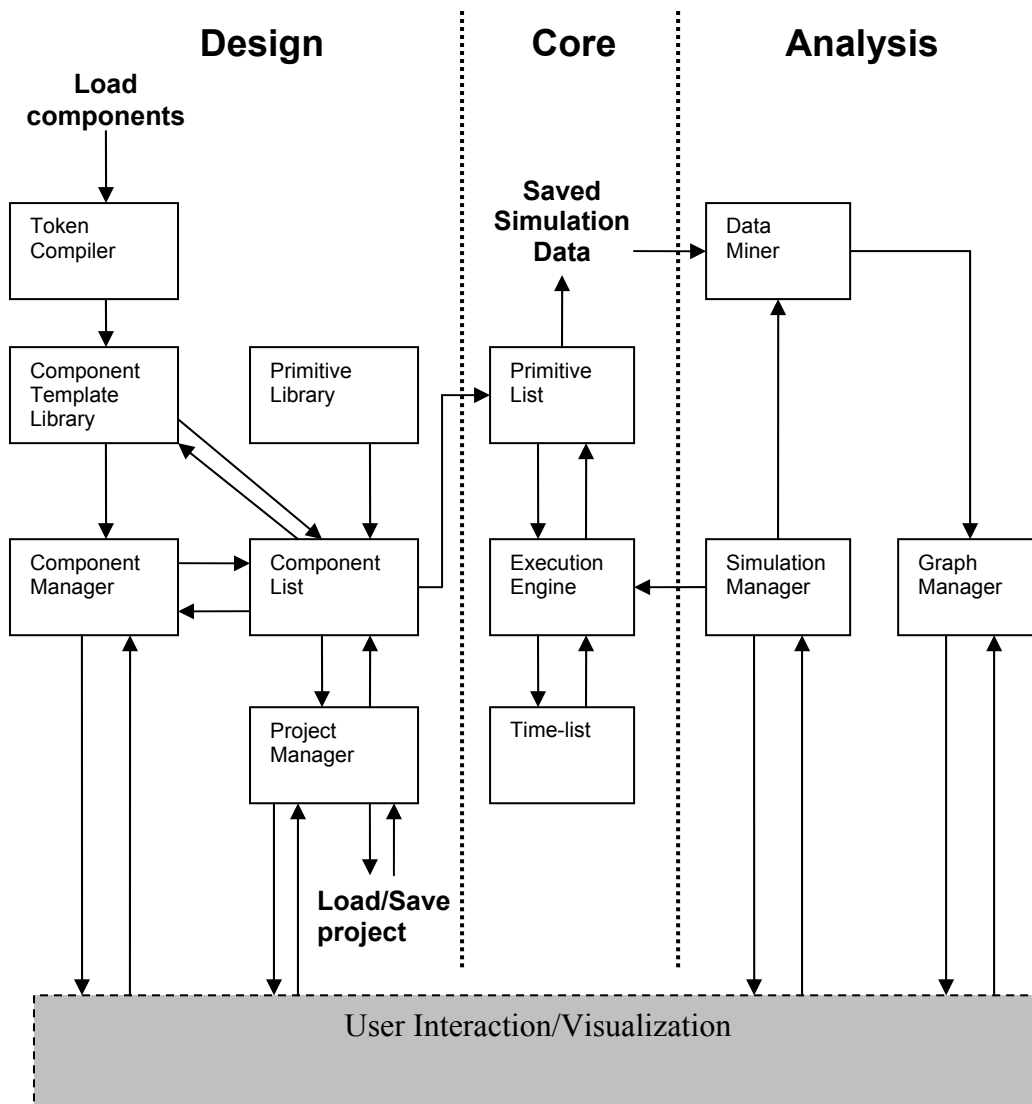 Design
Core
Analysis
Load
components
Saved
Simulation
Data
Token
Compiler
Data
Miner
Component
Template
Library
Primitive
Library
Primitive
List
Component
Manager
Component
List
Execution
Engine
Simulation
Manager
Graph
Manager
Project
Manager
Time-list
Load/Save
project
User Interaction/Visualization